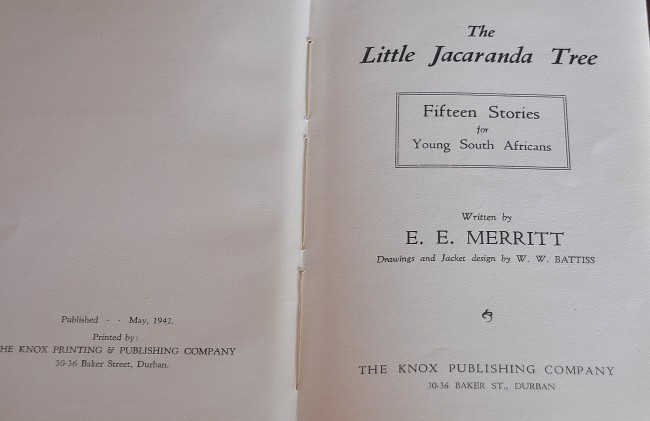 Published - - May, 1942.
Printed by:
THE KNOX PRINTING & PUBLISHING COMPANY
30-36 Baker Street, Durban.
The
Little Jacaranda Tree
Fifteen Stories
for
Young South Africans
Written by
E. E. MERRITT
Drawings and Jacket design by W. W. BATTISS
THE KNOX PUBLISHING COMPANY
30-36 BAKER ST., DURBAN